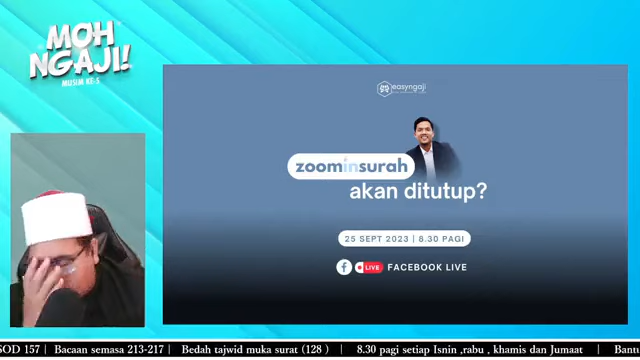 MOH
NGAJI!
MUSIM KE-5
easyngaji
zoominsurah
akan ditutup?
25 SEPT 2023 | 8.30 PAGI
LIVE FACEBOOK LIVE
SOD 157 | Bacaan semasa 213-217 | Bedah tajwid muka surat (128 ) | 8.30 pagi setiap Isnin ,rabu , khamis dan Jumaat | Bantu